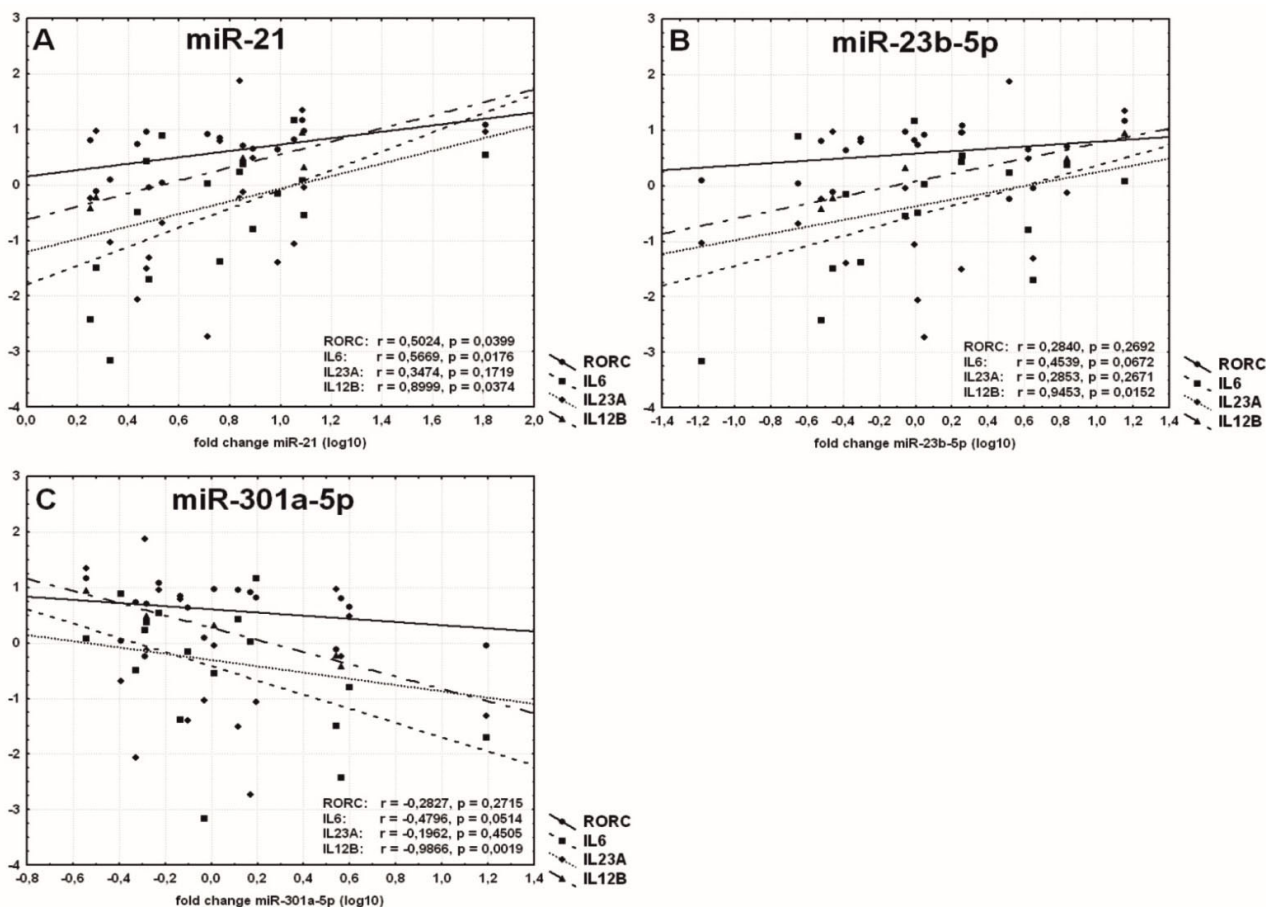 A
miR-21
3
2
1
0
-1
-2
-3
-4
0,0 0,2 0,4 0,6 0,8 1,0 1,2 1,4 1,6 1,8 2,0
fold change miR-21 (log10)
RORC: r = 0,5024, p = 0,0399
IL6: r = 0,5669, p = 0,0176
IL23A: r = 0,3474, p = 0,1719
IL12B: r = 0,8999, p = 0,0374
RORC
IL6
IL23A
IL12B
B
miR-23b-5p
3
2
1
0
-1
-2
-3
-4
-1,4 -1,2 -1,0 -0,8 -0,6 -0,4 -0,2 -0,0 0,2 0,4 0,6 0,8 1,0 1,2 1,4
fold change miR-23b-5p (log10)
RORC: r = 0,2840, p = 0,2692
IL6: r = 0,4539, p = 0,0672
IL23A: r = 0,2853, p = 0,2671
IL12B: r = 0,9453, p = 0,0152
RORC
IL6
IL23A
IL12B
C
miR-301a-5p
3
2
1
0
-1
-2
-3
-4
-0,8 -0,6 -0,4 -0,2 0,0 0,2 0,4 0,6 0,8 1,0 1,2 1,4
fold change miR-301a-5p (log10)
RORC: r = -0,2827, p = 0,2715
IL6: r = -0,4796, p = 0,0514
IL23A: r = -0,1962, p = 0,4505
IL12B: r = -0,9866, p = 0,0019
RORC
IL6
IL23A
IL12B